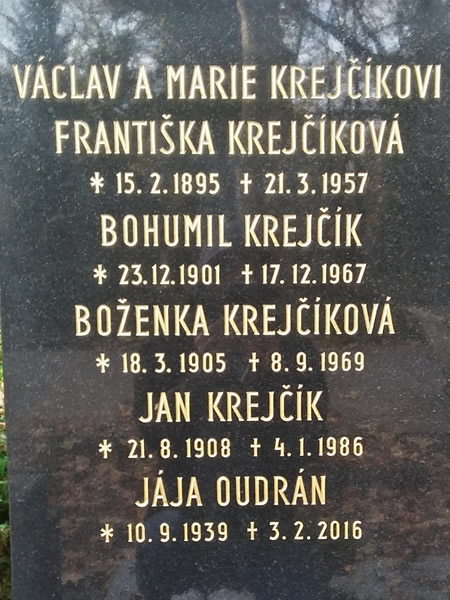 VÁCLAV A MARIE KREJČÍKOVI
FRANTIŠKA KREJČÍKOVÁ
* 15. 2. 1895 † 21. 3. 1957
BOHUMIL KREJČÍK
* 23.12.1901 † 17.12.1967
BOŽENKA KREJČÍKOVÁ
* 18. 3. 1905 † 8. 9. 1969
JAN KREJČÍK
* 21. 8. 1908 † 4. 1. 1986
JÁJA OUDRÁN
* 10. 9. 1939 † 3. 2. 2016